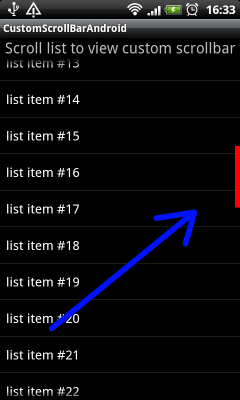 16:33
CustomScrollBarAndroid
Scroll list to view custom scrollbar
list item #13
list item #14
list item #15
list item #16
list item #17
list item #18
list item #19
list item #20
list item #21
list item #22